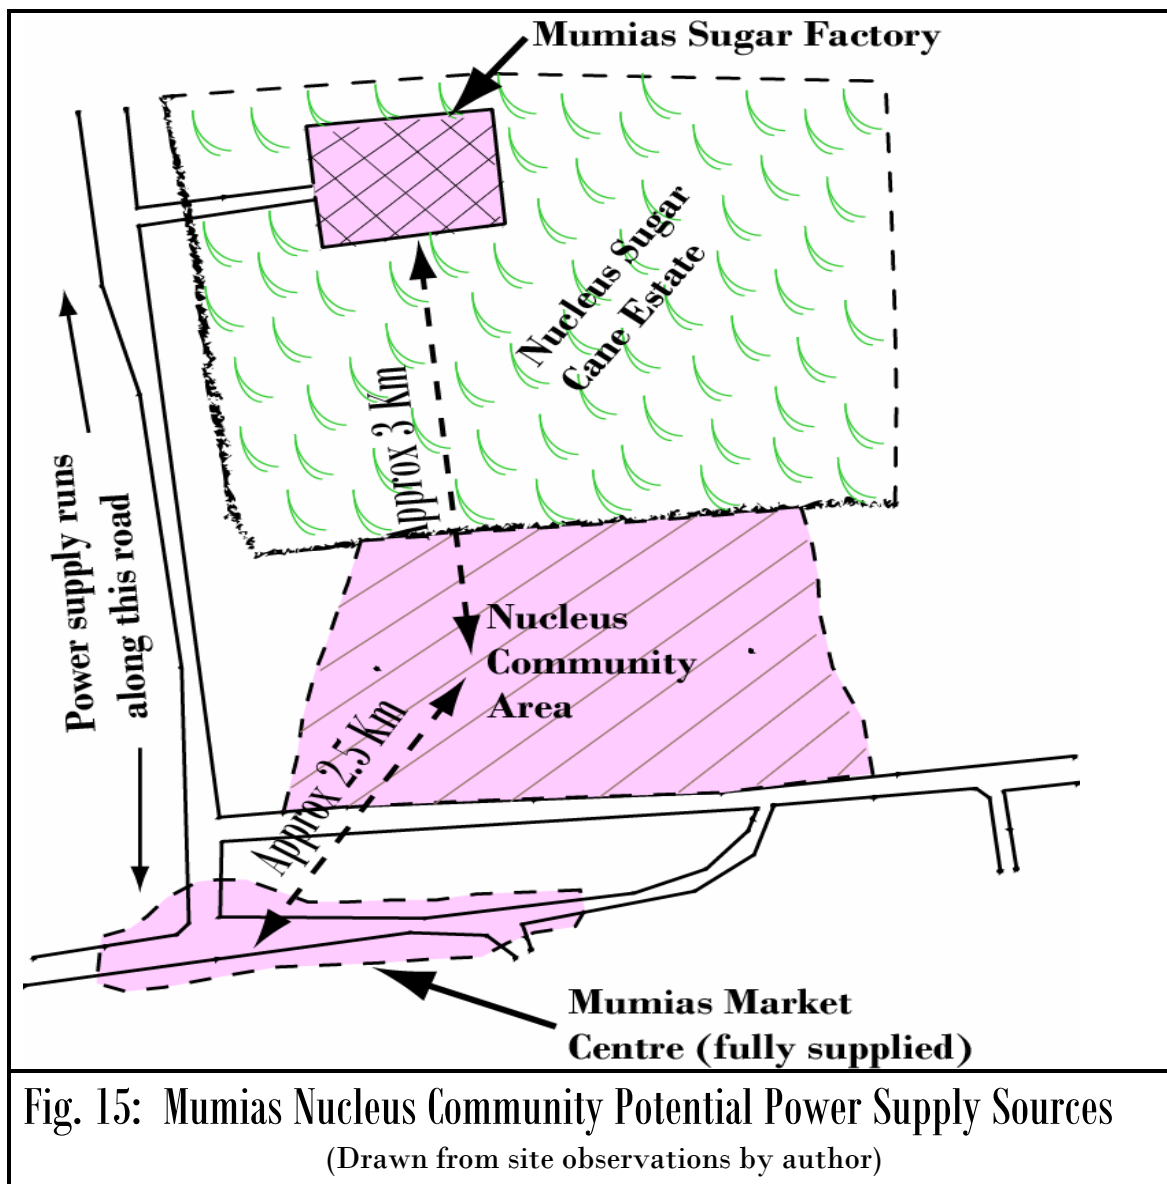 Mumias Sugar Factory
Nucleus Sugar
Cane Estate
Approx 3 Km
Power supply runs
along this road
Nucleus
Community
Area
Approx 2.5 Km
Mumias Market
Centre (fully supplied)
Fig. 15: Mumias Nucleus Community Potential Power Supply Sources
(Drawn from site observations by author)